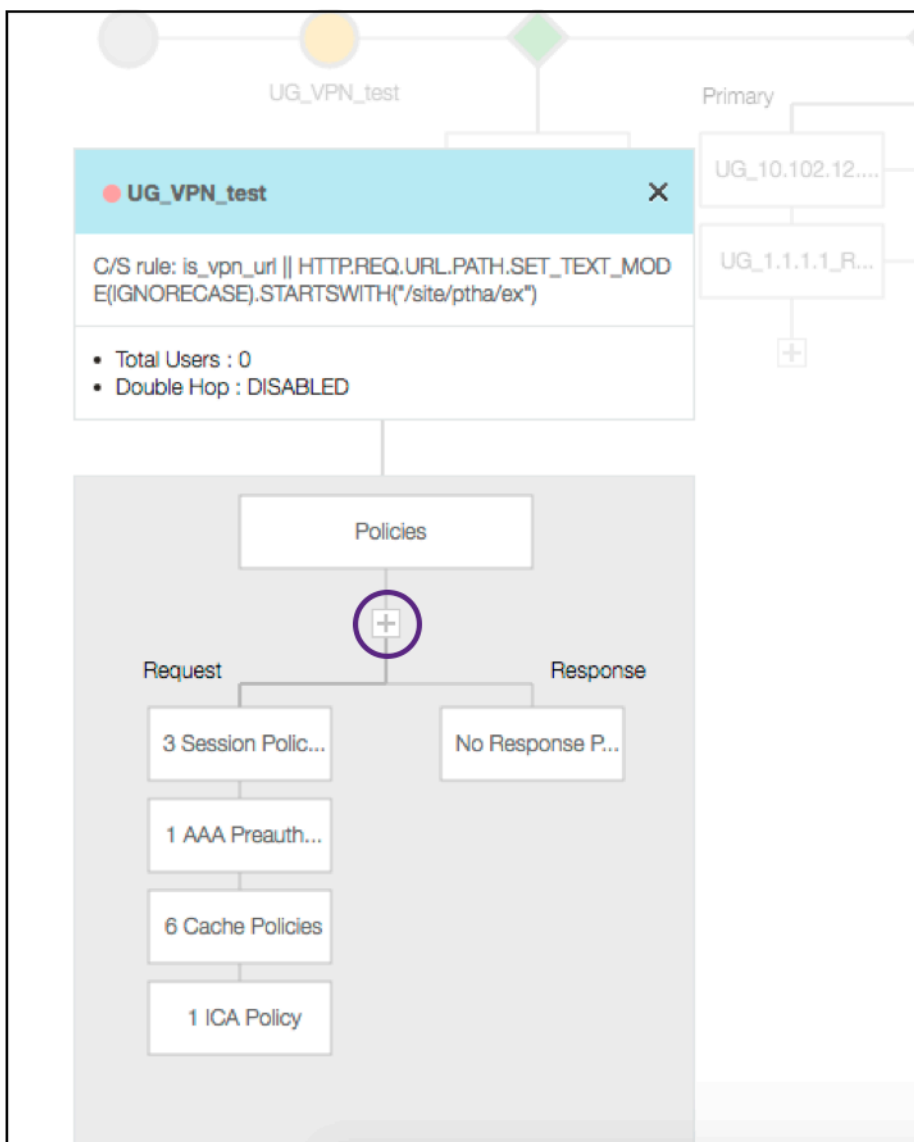 UG_VPN_test
Primary
UG_10.102.12....
UG_1.1.1.1_R...
UG_VPN_test
C/S rule: is_vpn_url || HTTP.REQ.URL.PATH.SET_TEXT_MOD
E(IGNORECASE).STARTSWITH("/site/ptha/ex")
• Total Users : 0
• Double Hop : DISABLED
Policies
Request
Response
3 Session Polic...
No Response P...
1 AAA Preauth...
6 Cache Policies
1 ICA Policy